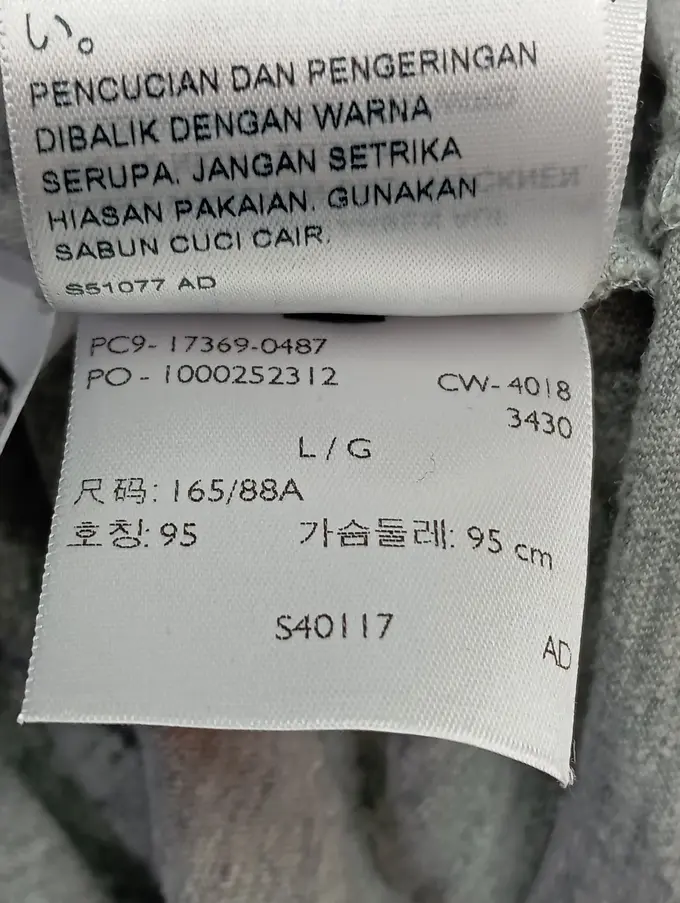 い。
PENCUCIAN DAN PENGERINGAN
DIBALIK DENGAN WARNA
SERUPA. JANGAN SETRIKA
HIASAN PAKAIAN. GUNAKAN
SABUN CUCI CAIR.
S51077 AD
PC9- 17369-0487
PO - 1000252312
CW- 4018
3430
L / G
尺码: 165/88A
호칭: 95 가슴둘레: 95 cm
S40117
AD